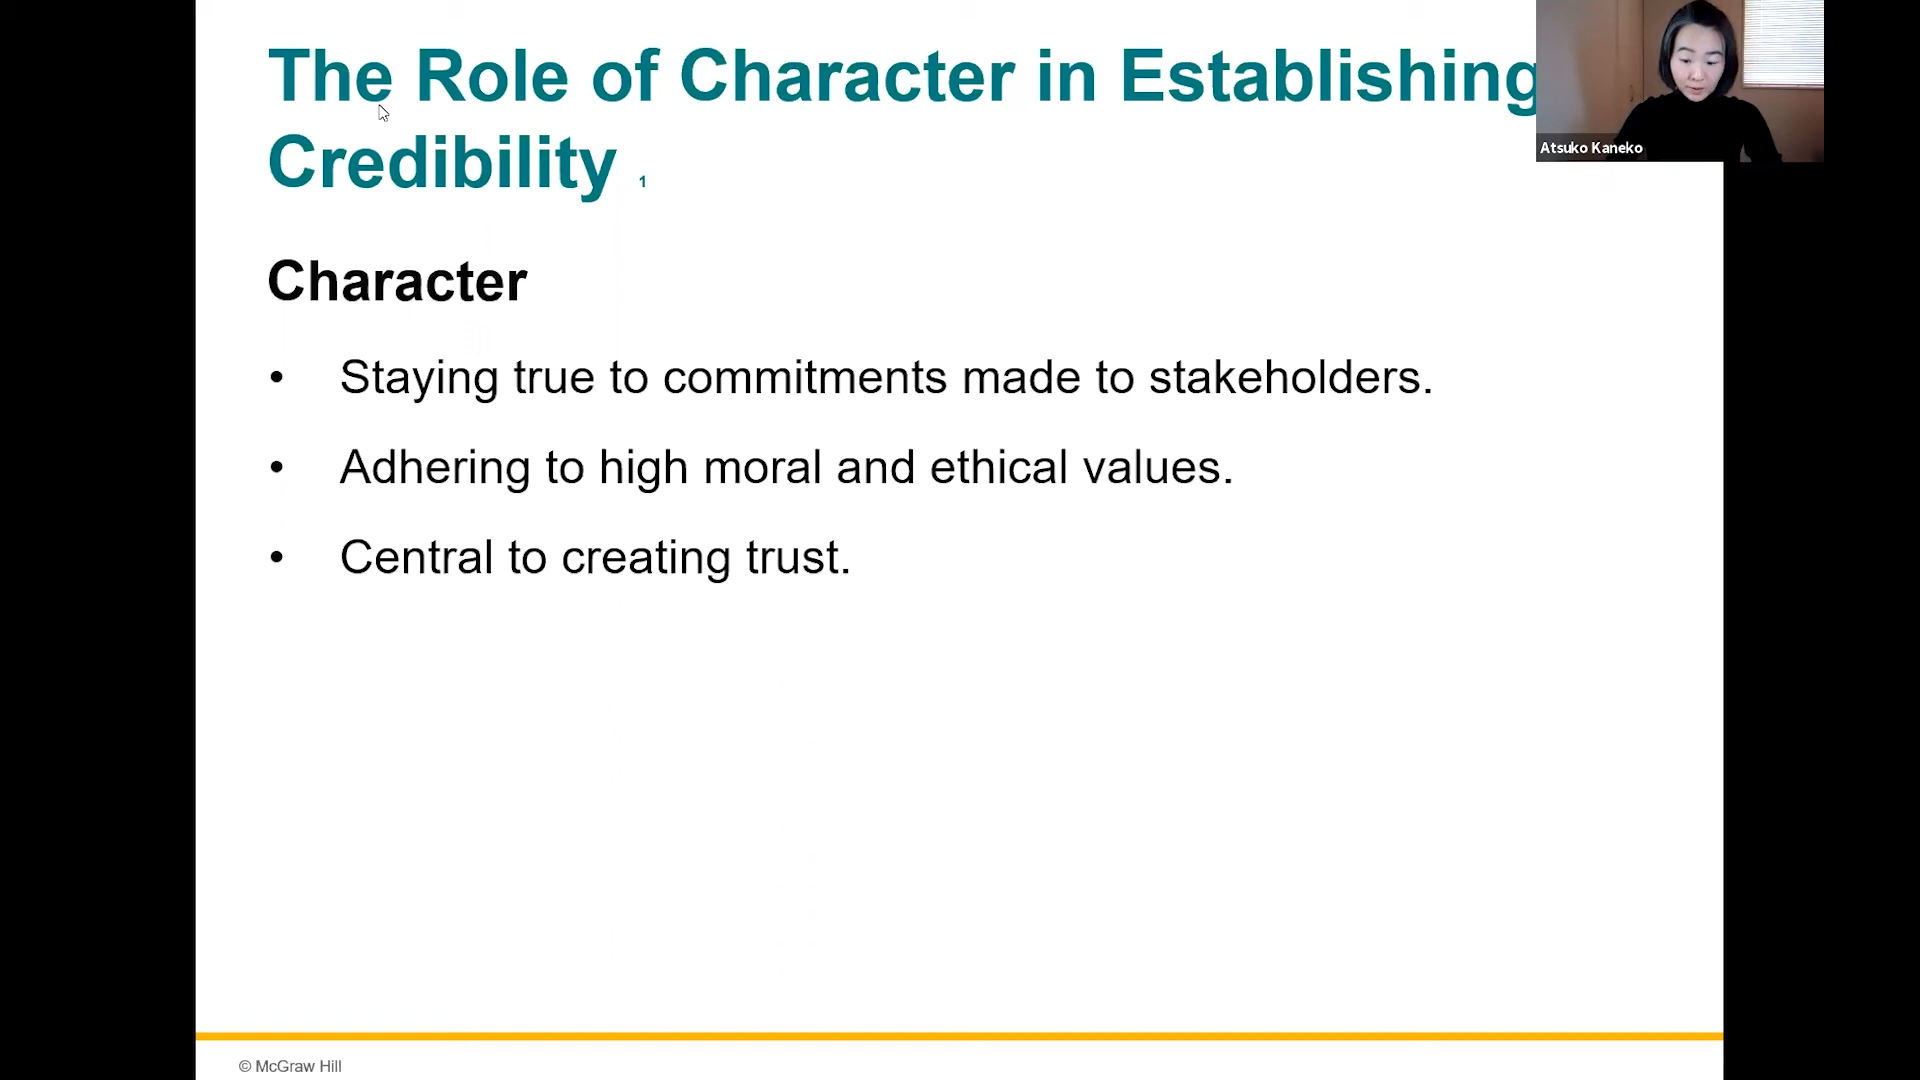 The Role of Character in Establishing
Credibility 1
Atsuko Kaneko
Character
• Staying true to commitments made to stakeholders.
• Adhering to high moral and ethical values.
• Central to creating trust.
© McGraw Hill